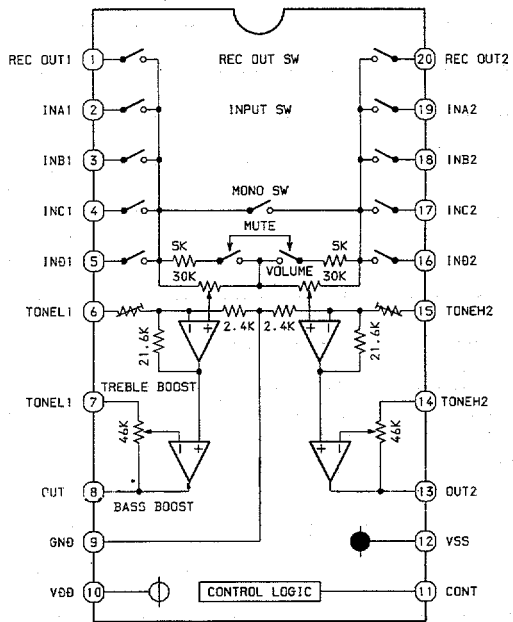 REC OUT1 1 REC OUT SW 20 REC OUT2
INA1 2 INPUT SW 19 INA2
INB1 3 18 INB2
MONO SW
INC1 4 17 INC2
MUTE
IND1 5 5K 5K 16 IND2
VOLUME
30K 30K
TONEL1 6 15 TONEH2
2.4K 2.4K
21.6K 21.6K
- + + -
TREBLE BOOST
TONEL1 7 14 TONEH2
46K 46K
- + + -
OUT 8 13 OUT2
BASS BOOST
GND 9 12 VSS
VDD 10 CONTROL LOGIC 11 CONT